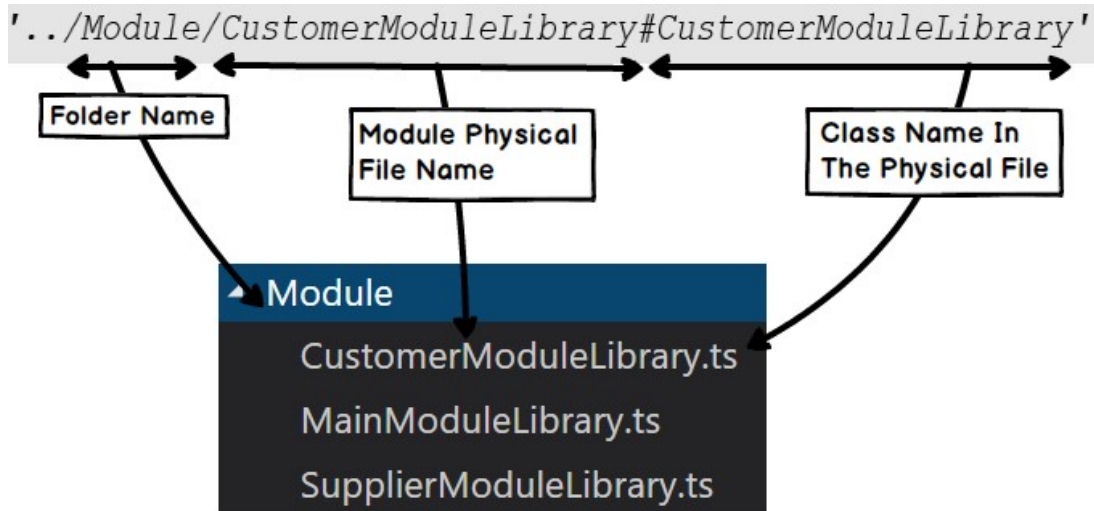 '../Module/CustomerModuleLibrary#CustomerModuleLibrary'
Folder Name
Module Physical
File Name
Class Name In
The Physical File
Module
CustomerModuleLibrary.ts
MainModuleLibrary.ts
SupplierModuleLibrary.ts